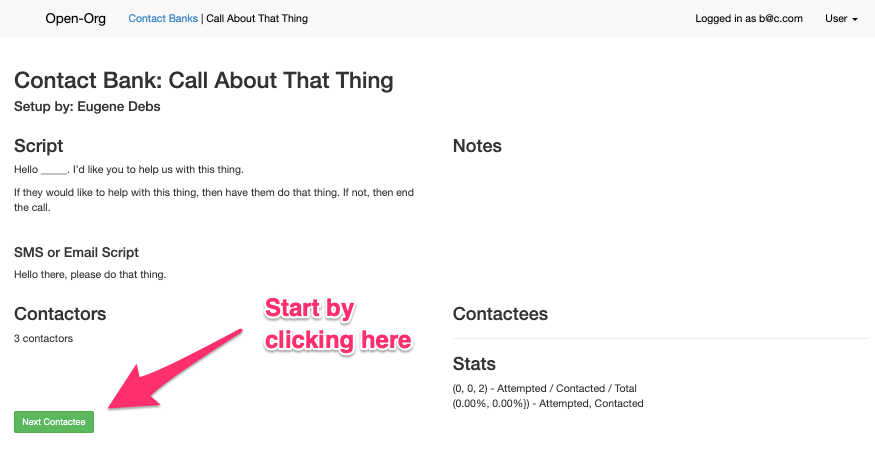 Open-Org
Contact Banks | Call About That Thing
Logged in as b@c.com
User
Contact Bank: Call About That Thing
Setup by: Eugene Debs
Script
Hello _____. I'd like you to help us with this thing.
If they would like to help with this thing, then have them do that thing. If not, then end
the call.
Notes
SMS or Email Script
Hello there, please do that thing.
Contactors
3 contactors
Start by
clicking here
Next Contactee
Contactees
Stats
(0, 0, 2) - Attempted / Contacted / Total
(0.00%, 0.00%}) - Attempted, Contacted